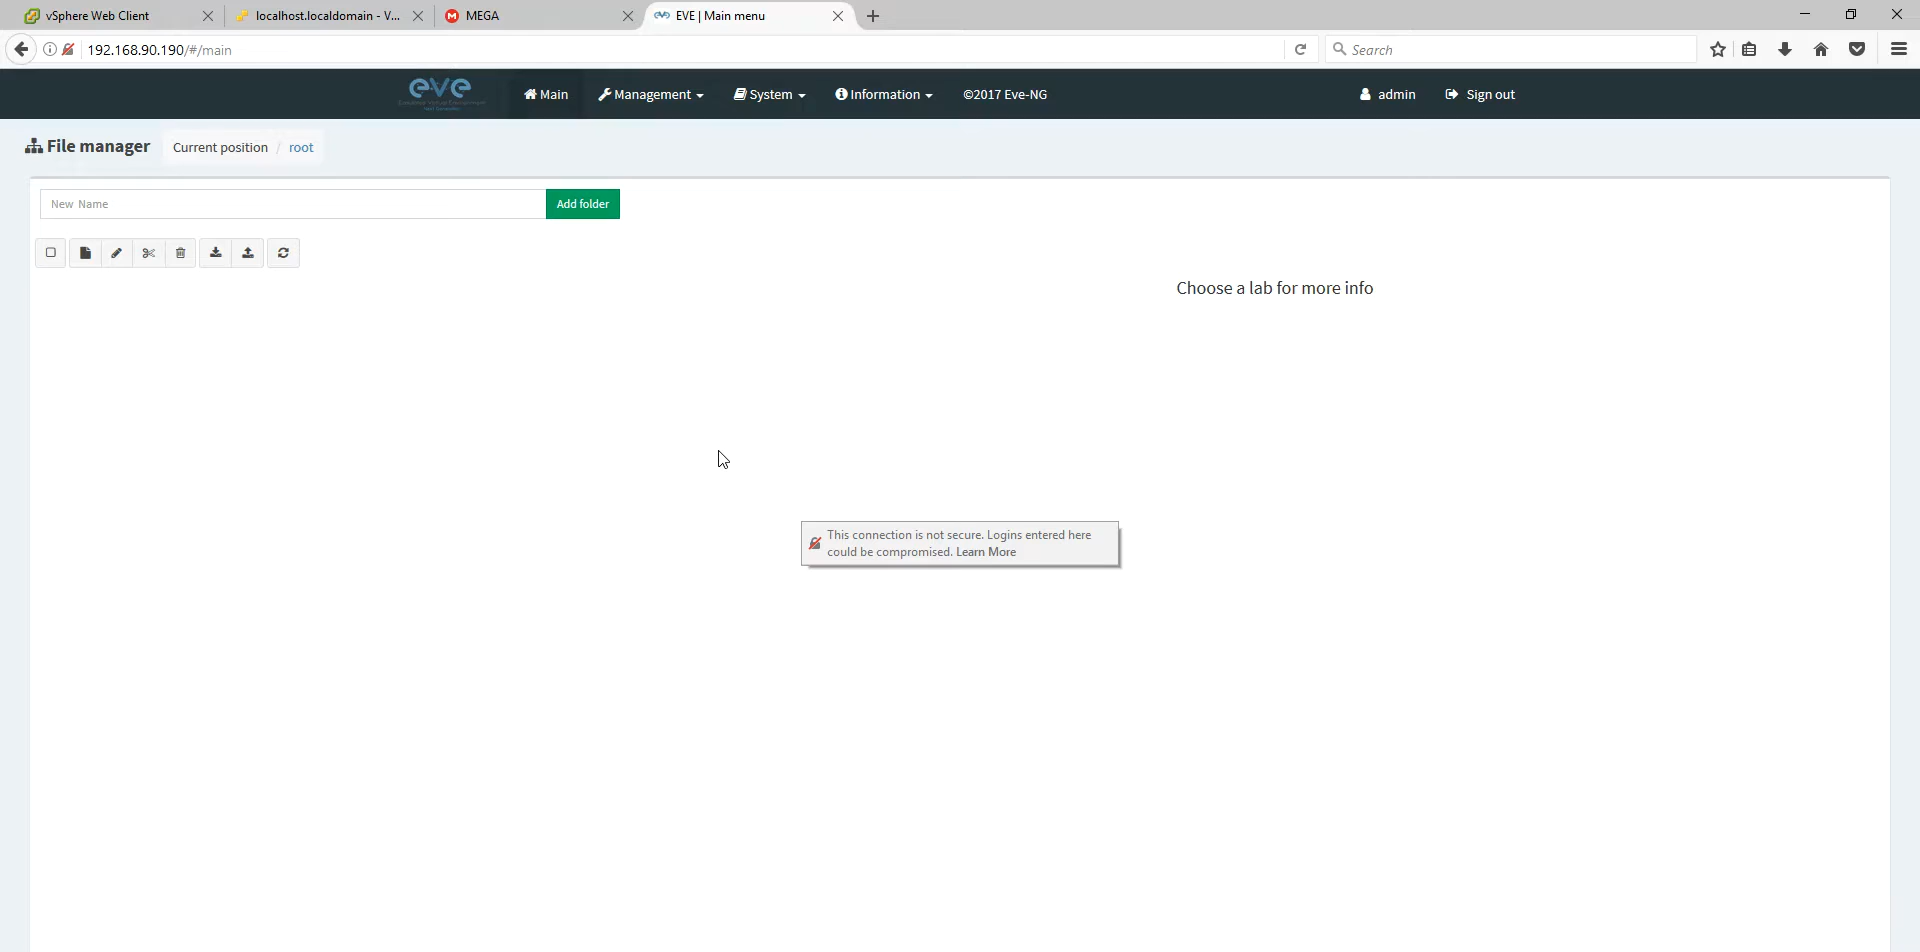 vSphere Web Client
localhost.localdomain - V...
MEGA
EVE | Main menu
192.168.90.190/#/main
Search
eve
Main
Management
System
Information
©2017 Eve-NG
admin
Sign out
File manager
Current position / root
New Name
Add folder
Choose a lab for more info
This connection is not secure. Logins entered here
could be compromised. Learn More